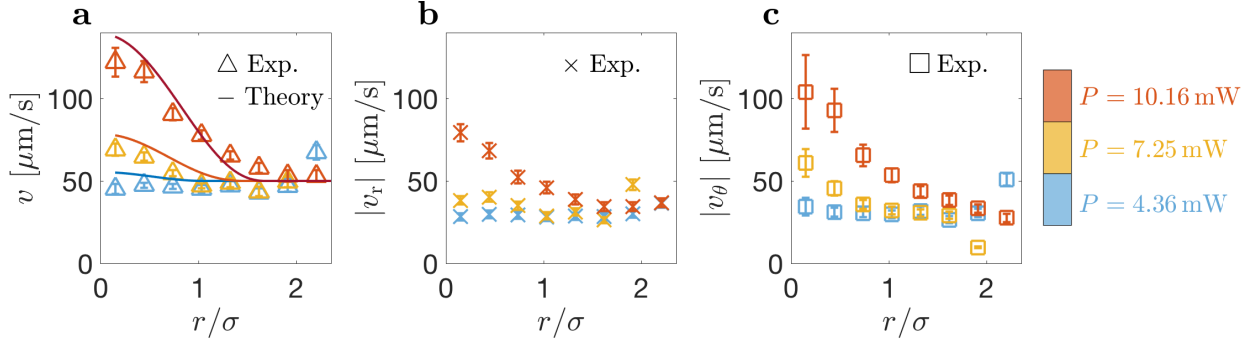 a
v [μm/s]
100
50
0
0
1
2
r/σ
△ Exp.
— Theory
b
|v_r| [μm/s]
100
50
0
0
1
2
r/σ
× Exp.
c
|v_θ| [μm/s]
100
50
0
0
1
2
r/σ
□ Exp.
P = 10.16 mW
P = 7.25 mW
P = 4.36 mW